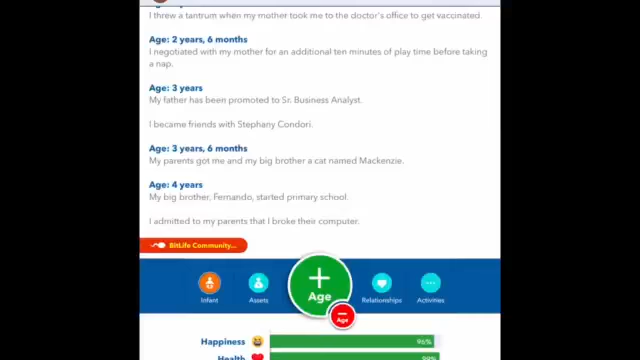 I threw a tantrum when my mother took me to the doctor's office to get vaccinated.
Age: 2 years, 6 months
I negotiated with my mother for an additional ten minutes of play time before taking
a nap.
Age: 3 years
My father has been promoted to Sr. Business Analyst.
I became friends with Stephany Condori.
Age: 3 years, 6 months
My parents got me and my big brother a cat named Mackenzie.
Age: 4 years
My big brother, Fernando, started primary school.
I admitted to my parents that I broke their computer.
BitLife Community...
+
Age
Infant
Assets
Relationships
Activities
Age
Happiness
96%
Health
99%